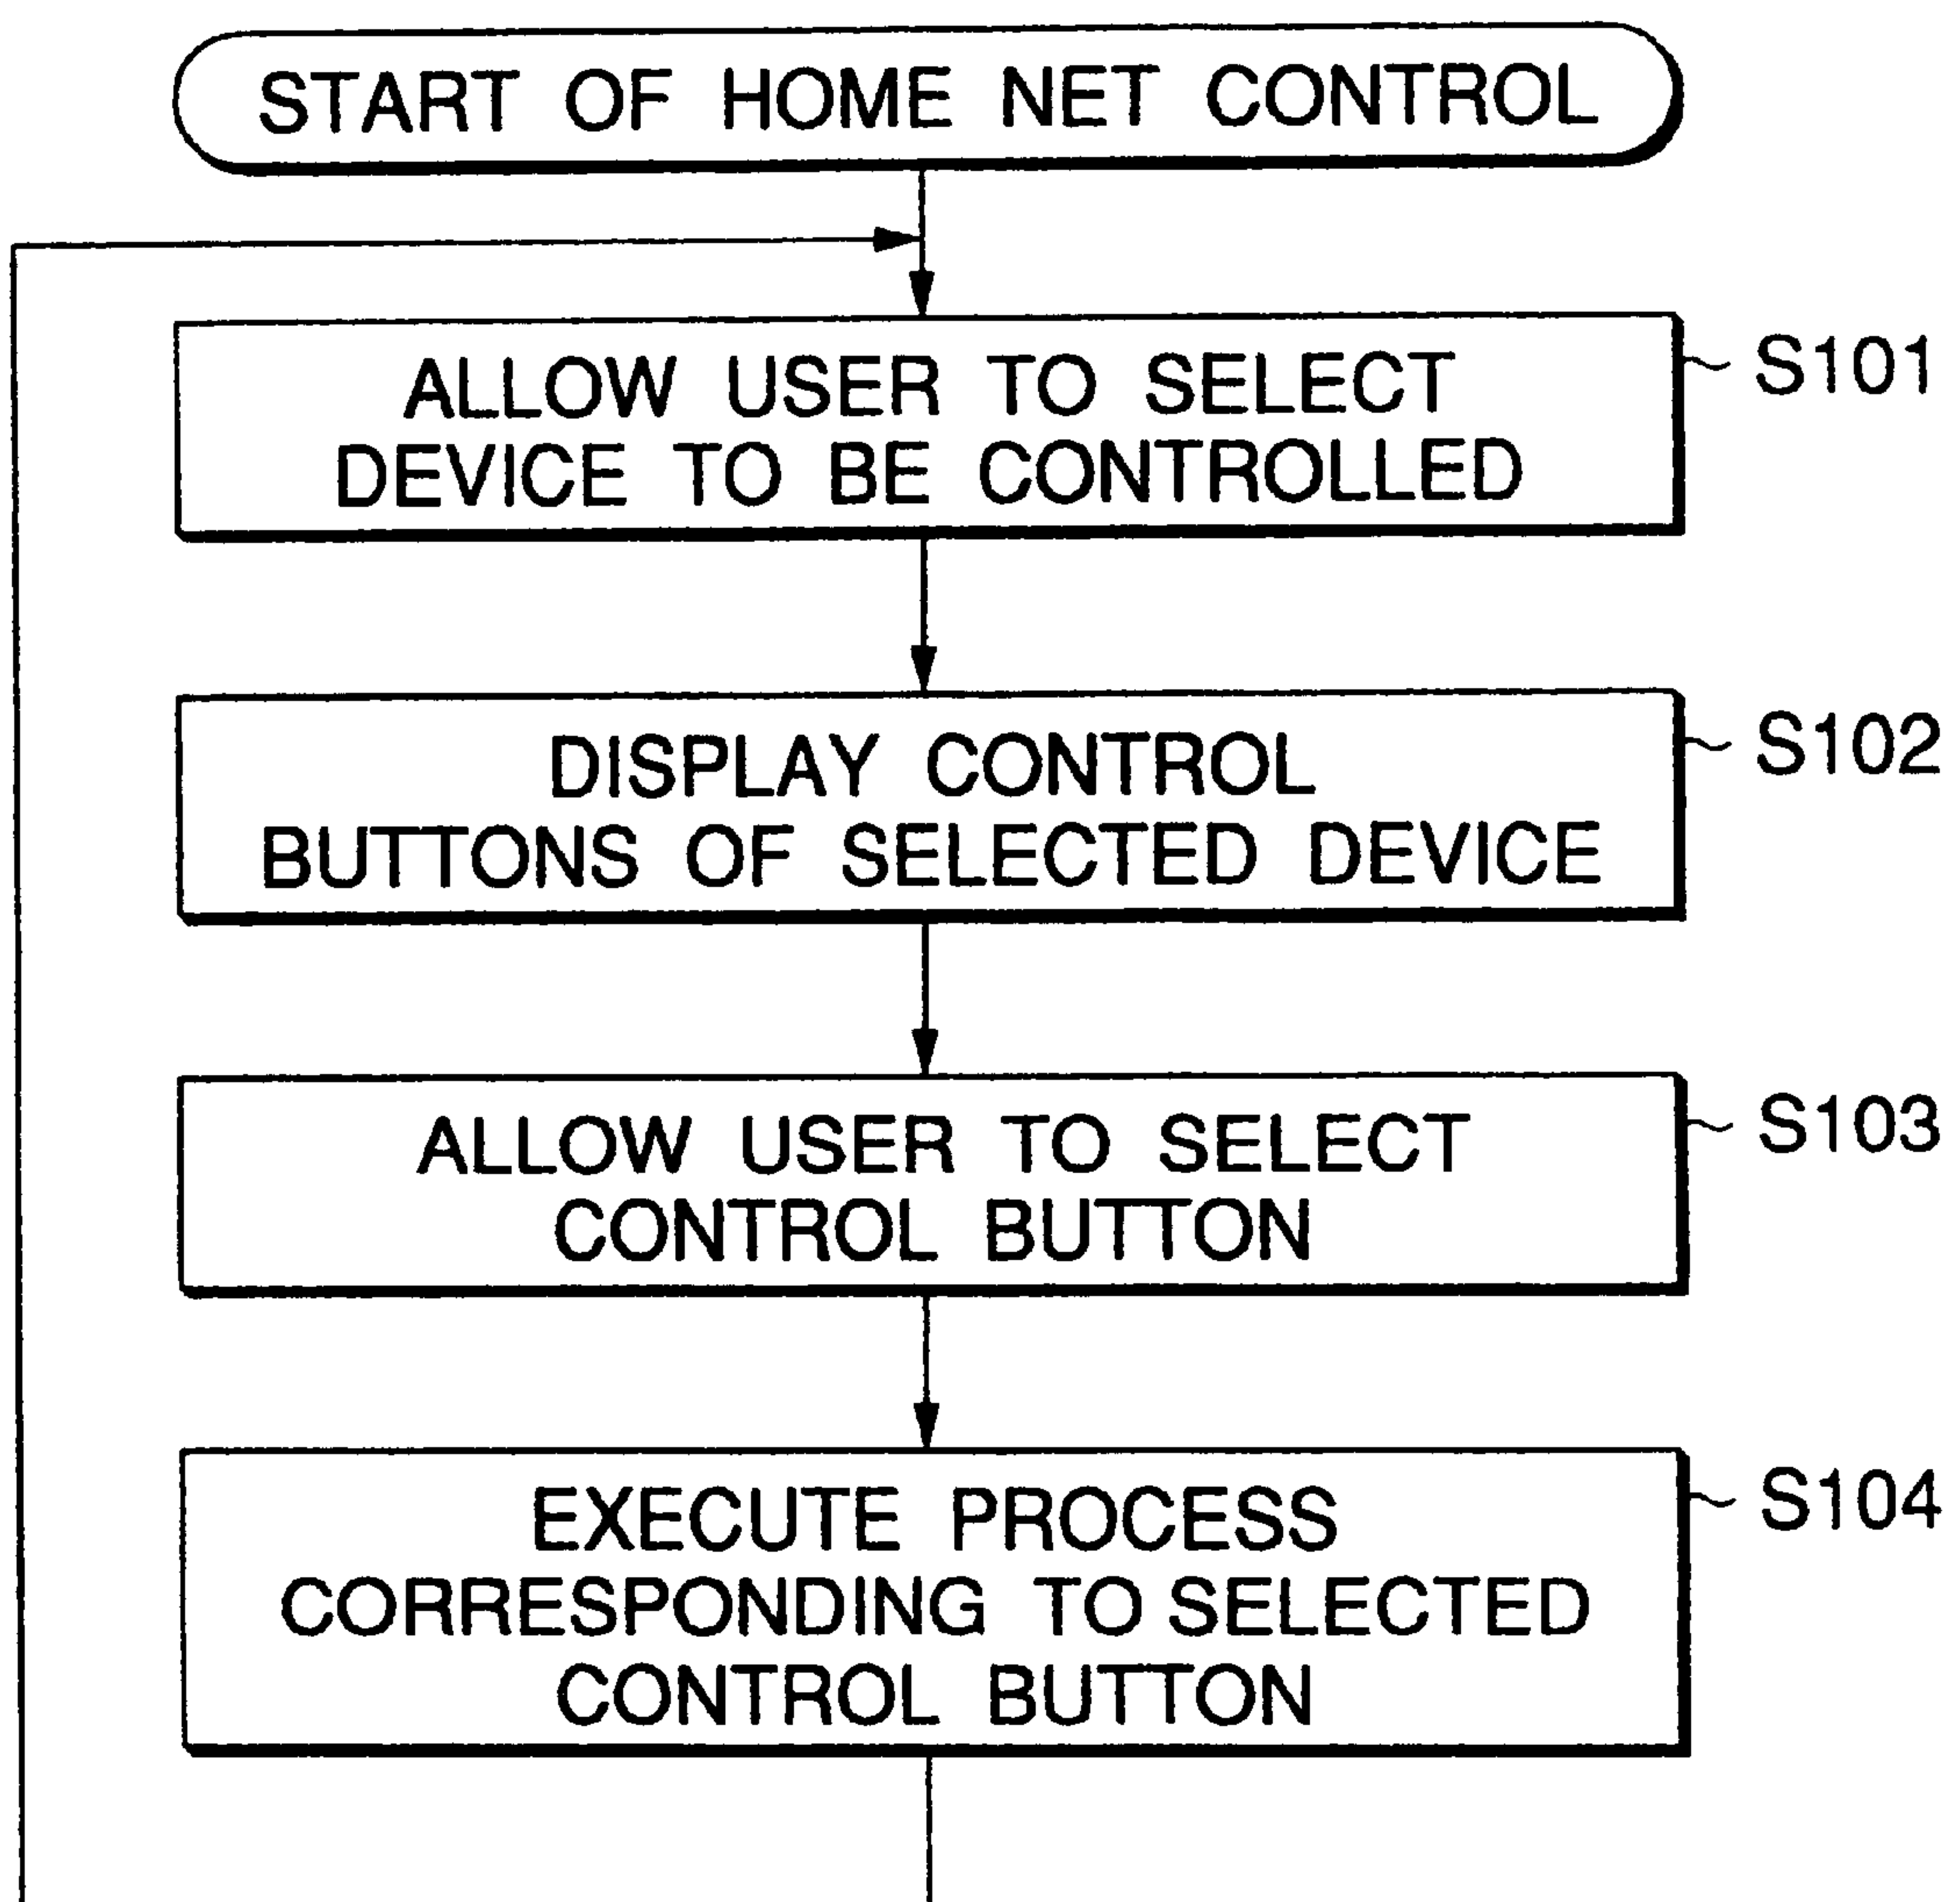 START OF HOME NET CONTROL
ALLOW USER TO SELECT
DEVICE TO BE CONTROLLED
S101
DISPLAY CONTROL
BUTTONS OF SELECTED DEVICE
S102
ALLOW USER TO SELECT
CONTROL BUTTON
S103
EXECUTE PROCESS
CORRESPONDING TO SELECTED
CONTROL BUTTON
S104